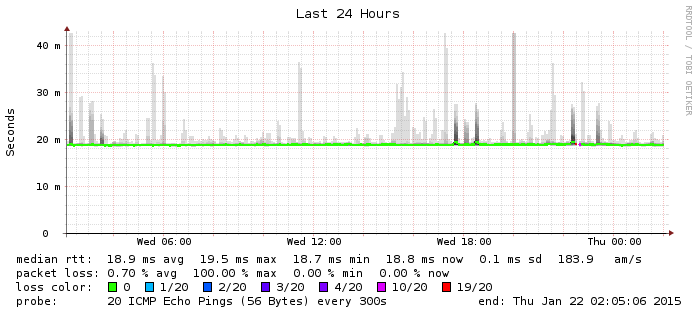 Last 24 Hours
RRDTOOL / TOBI OETIKER
Seconds
40 m
30 m
20 m
10 m
0
Wed 06:00 Wed 12:00 Wed 18:00 Thu 00:00
median rtt: 18.9 ms avg 19.5 ms max 18.7 ms min 18.8 ms now 0.1 ms sd 183.9 am/s
packet loss: 0.70 % avg 100.00 % max 0.00 % min 0.00 % now
loss color: 0 1/20 2/20 3/20 4/20 10/20 19/20
probe: 20 ICMP Echo Pings (56 Bytes) every 300s end: Thu Jan 22 02:05:06 2015